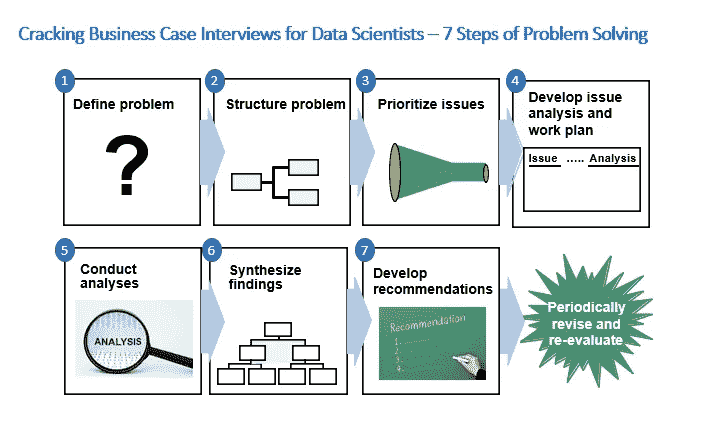 Cracking Business Case Interviews for Data Scientists – 7 Steps of Problem Solving
1
Define problem
?
2
Structure problem
3
Prioritize issues
4
Develop issue
analysis and
work plan
Issue ..... Analysis
5
Conduct
analyses
ANALYSIS
6
Synthesize
findings
7
Develop
recommendations
Recommendation
1.
2.
3.
4.
Periodically
revise and
re-evaluate